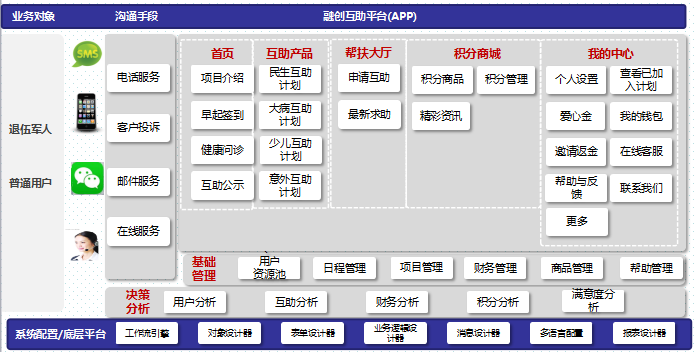 业务对象
沟通手段
融创互助平台(APP)
SMS
退伍军人
普通用户
电话服务
客户投诉
邮件服务
在线服务
首页
项目介绍
早起签到
健康问诊
互助公示
互助产品
民生互助
计划
大病互助
计划
少儿互助
计划
意外互助
计划
帮扶大厅
申请互助
最新求助
积分商城
积分商品
积分管理
精彩资讯
我的中心
个人设置
查看已加
入计划
爱心金
我的钱包
邀请返金
在线客服
帮助与反
馈
联系我们
更多
基础
管理
用户
资源池
日程管理
项目管理
财务管理
商品管理
帮助管理
决策
分析
用户分析
互助分析
财务分析
积分分析
满意度分
析
系统配置/底层平台
工作流引擎
对象设计器
表单设计器
业务逻辑设
计器
消息设计器
多语言配置
报表设计器